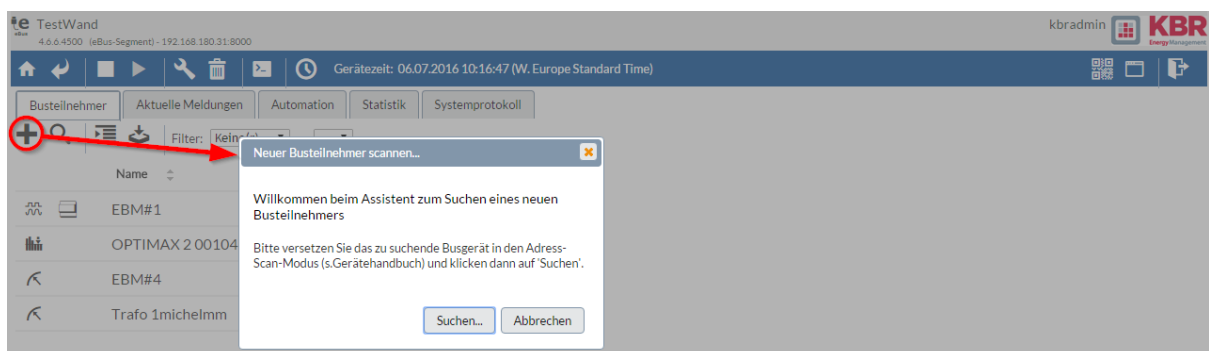 e TestWand
eBus
4.6.6.4500 (eBus-Segment) - 192.168.180.31:8000
kbradmin
KBR
EnergyManagement
Gerätezeit: 06.07.2016 10:16:47 (W. Europe Standard Time)
Busteilnehmer Aktuelle Meldungen Automation Statistik Systemprotokoll
Filter:
Neuer Busteilnehmer scannen...
Name
Willkommen beim Assistent zum Suchen eines neuen
Busteilnehmers
Bitte versetzen Sie das zu suchende Busgerät in den Adress-
Scan-Modus (s.Gerätehandbuch) und klicken dann auf 'Suchen'.
Suchen... Abbrechen
EBM#1
OPTIMAX 2 00104
EBM#4
Trafo 1michelmm